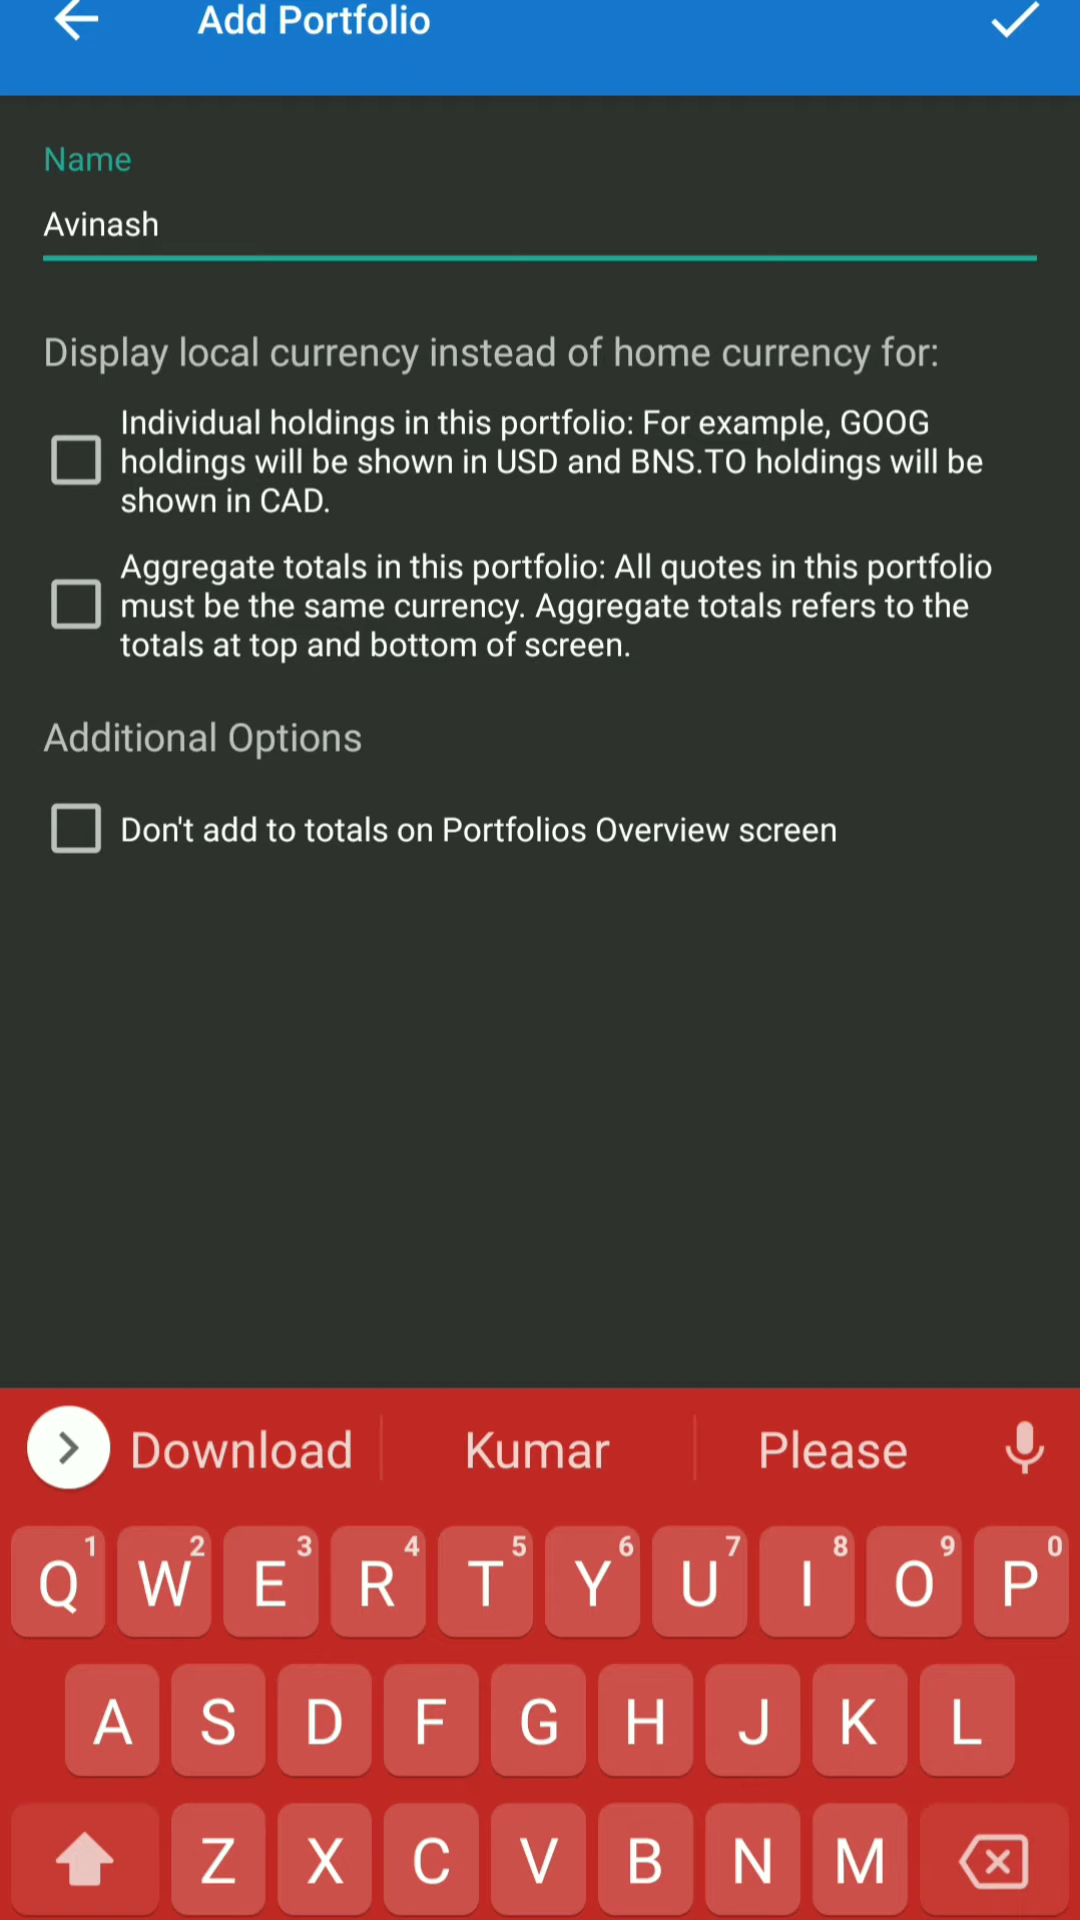 Add Portfolio
Name
Avinash
Display local currency instead of home currency for:
Individual holdings in this portfolio: For example, GOOG
holdings will be shown in USD and BNS.TO holdings will be
shown in CAD.
Aggregate totals in this portfolio: All quotes in this portfolio
must be the same currency. Aggregate totals refers to the
totals at top and bottom of screen.
Additional Options
Don't add to totals on Portfolios Overview screen
Download Kumar Please
1 2 3 4 5 6 7 8 9 0
Q W E R T Y U I O P
A S D F G H J K L
Z X C V B N M